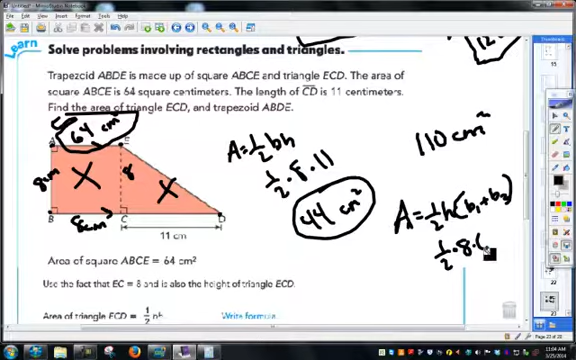 Learn
Solve problems involving rectangles and triangles.
Trapezoid ABDE is made up of square ABCE and triangle ECD. The area of
square ABCE is 64 square centimeters. The length of CD is 11 centimeters.
Find the area of triangle ECD, and trapezoid ABDE.
64 cm²
A E
8cm 8
8cm
B C D
11 cm
A=½bh
½·8·11
44 cm²
110 cm²
A=½h(b₁+b₂)
½·8·(
Area of square ABCE = 64 cm²
Use the fact that EC = 8 and is also the height of triangle ECD.
Area of triangle ECD = ½bh Write formula.
11:04 AM